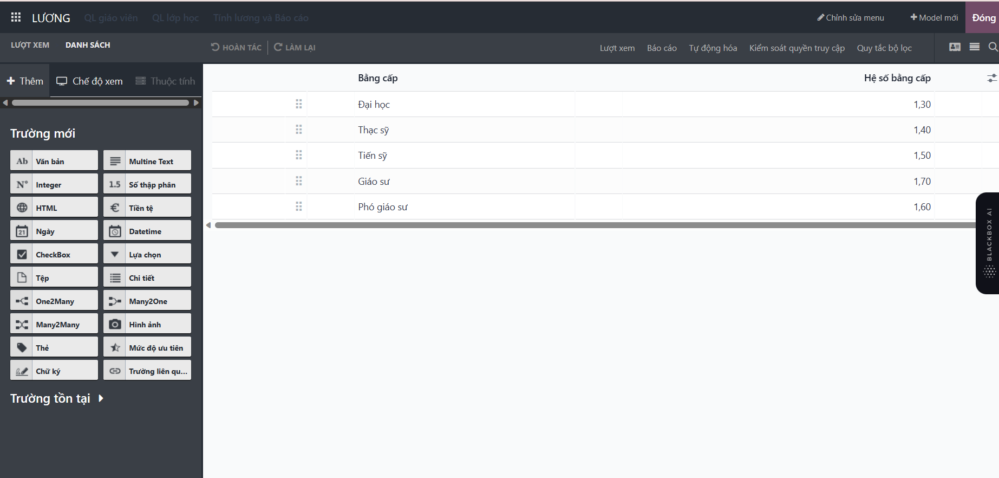 LƯƠNG QL giáo viên QL lớp học Tính lương và Báo cáo Chỉnh sửa menu Model mới Đóng
LƯỢT XEM DANH SÁCH HOÀN TÁC LÀM LẠI Lượt xem Báo cáo Tự động hóa Kiểm soát quyền truy cập Quy tắc bộ lọc
Thêm Chế độ xem Thuộc tính
Bằng cấp Hệ số bằng cấp
Đại học 1,30
Thạc sỹ 1,40
Tiến sỹ 1,50
Giáo sư 1,70
Phó giáo sư 1,60
Trường mới
Ab Văn bản Multine Text
N° Integer 1.5 Số thập phân
HTML € Tiền tệ
21 Ngày Datetime
CheckBox Lựa chọn
Tệp Chi tiết
One2Many Many2One
Many2Many Hình ảnh
Thẻ Mức độ ưu tiên
Chữ ký Trường liên qu...
Trường tồn tại
BLACKBOX AI